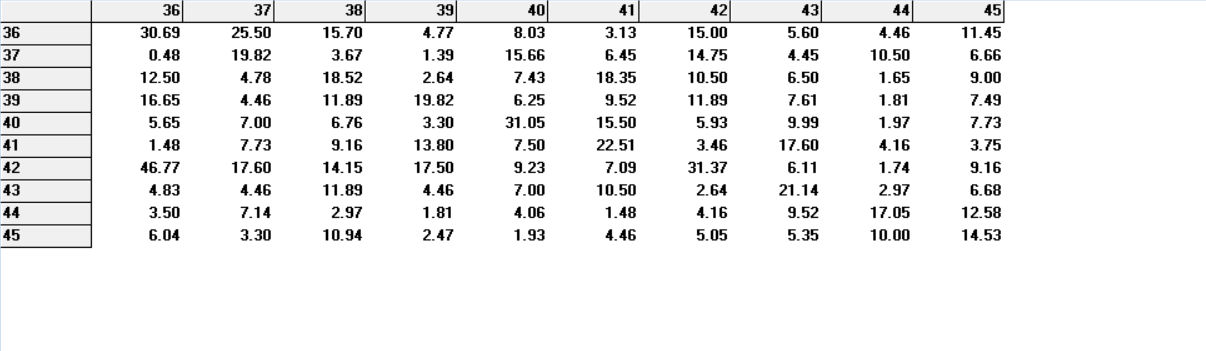 36 37 38 39 40 41 42 43 44 45
36 30.69 25.50 15.70 4.77 8.03 3.13 15.00 5.60 4.46 11.45
37 0.48 19.82 3.67 1.39 15.66 6.45 14.75 4.45 10.50 6.66
38 12.50 4.78 18.52 2.64 7.43 18.35 10.50 6.50 1.65 9.00
39 16.65 4.46 11.89 19.82 6.25 9.52 11.89 7.61 1.81 7.49
40 5.65 7.00 6.76 3.30 31.05 15.50 5.93 9.99 1.97 7.73
41 1.48 7.73 9.16 13.80 7.50 22.51 3.46 17.60 4.16 3.75
42 46.77 17.60 14.15 17.50 9.23 7.09 31.37 6.11 1.74 9.16
43 4.83 4.46 11.89 4.46 7.00 10.50 2.64 21.14 2.97 6.68
44 3.50 7.14 2.97 1.81 4.06 1.48 4.16 9.52 17.05 12.58
45 6.04 3.30 10.94 2.47 1.93 4.46 5.05 5.35 10.00 14.53